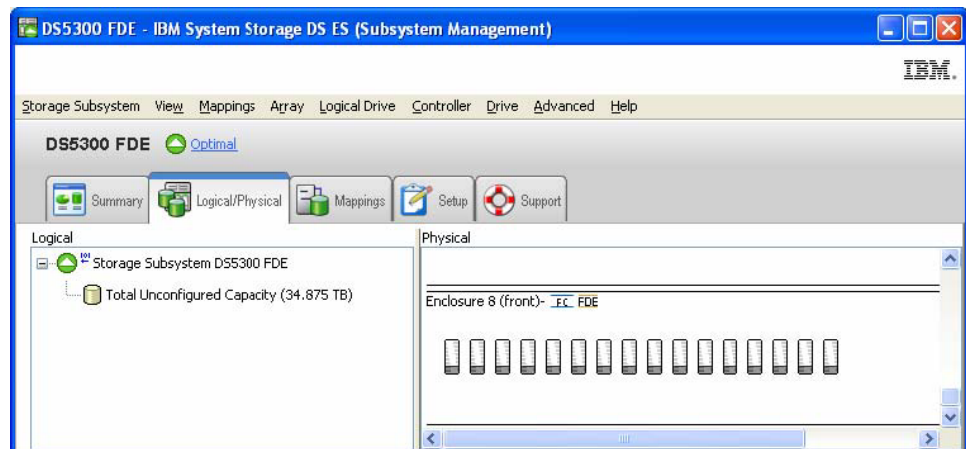 DS5300 FDE - IBM System Storage DS ES (Subsystem Management)
IBM.
Storage Subsystem View Mappings Array Logical Drive Controller Drive Advanced Help
DS5300 FDE Optimal
Summary Logical/Physical Mappings Setup Support
Logical
Storage Subsystem DS5300 FDE
Total Unconfigured Capacity (34.875 TB)
Physical
Enclosure 8 (front)- FC FDE